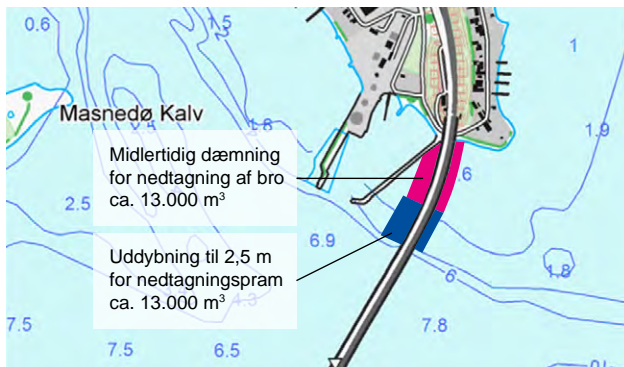 0.6
1.5
1
Masnedø Kalv
1.8
1.9
Midlertidig dæmning
for nedtagning af bro
ca. 13.000 m³
.6
2.5
6.9
Uddybning til 2,5 m
for nedtagningspram
ca. 13.000 m³
6
1.8
4.3
7.5
7.8
7.5
6.5